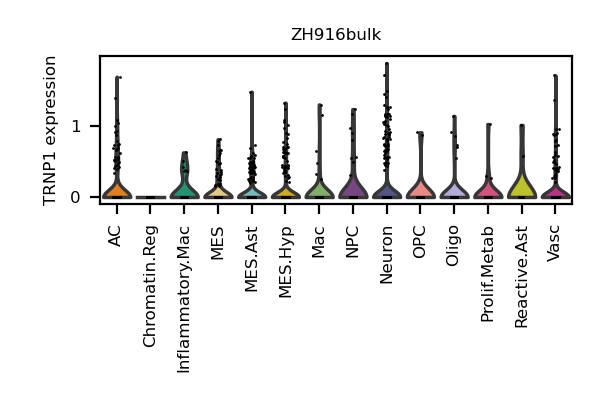 ZH916bulk
TRNP1 expression
1
0
AC
Chromatin.Reg
Inflammatory.Mac
MES
MES.Ast
MES.Hyp
Mac
NPC
Neuron
OPC
Oligo
Prolif.Metab
Reactive.Ast
Vasc